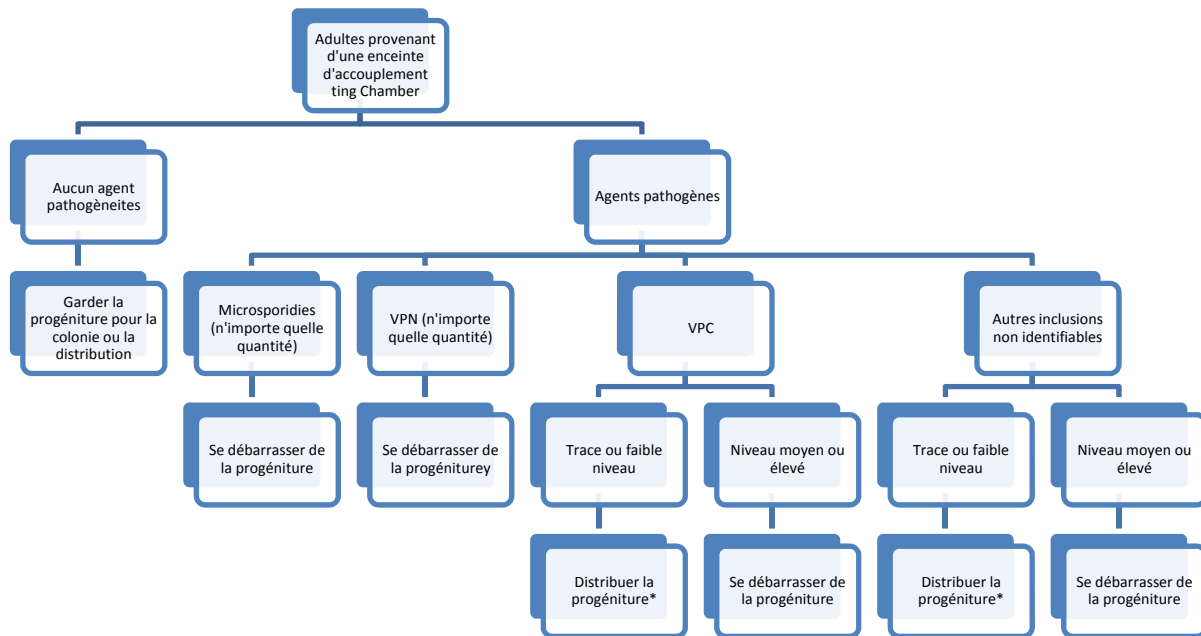 Adultes provenant
d'une enceinte
d'accouplement
ting Chamber
Aucun agent
pathogèneites
Agents pathogènes
Garder la
progéniture pour la
colonie ou la
distribution
Microsporidies
(n'importe quelle
quantité)
VPN (n'importe
quelle quantité)
VPC
Autres inclusions
non identifiables
Se débarrasser de
la progéniture
Se débarrasser de
la progéniturey
Trace ou faible
niveau
Niveau moyen ou
élevé
Trace ou faible
niveau
Niveau moyen ou
élevé
Distribuer la
progéniture*
Se débarrasser de
la progéniture
Distribuer la
progéniture*
Se débarrasser de
la progéniture